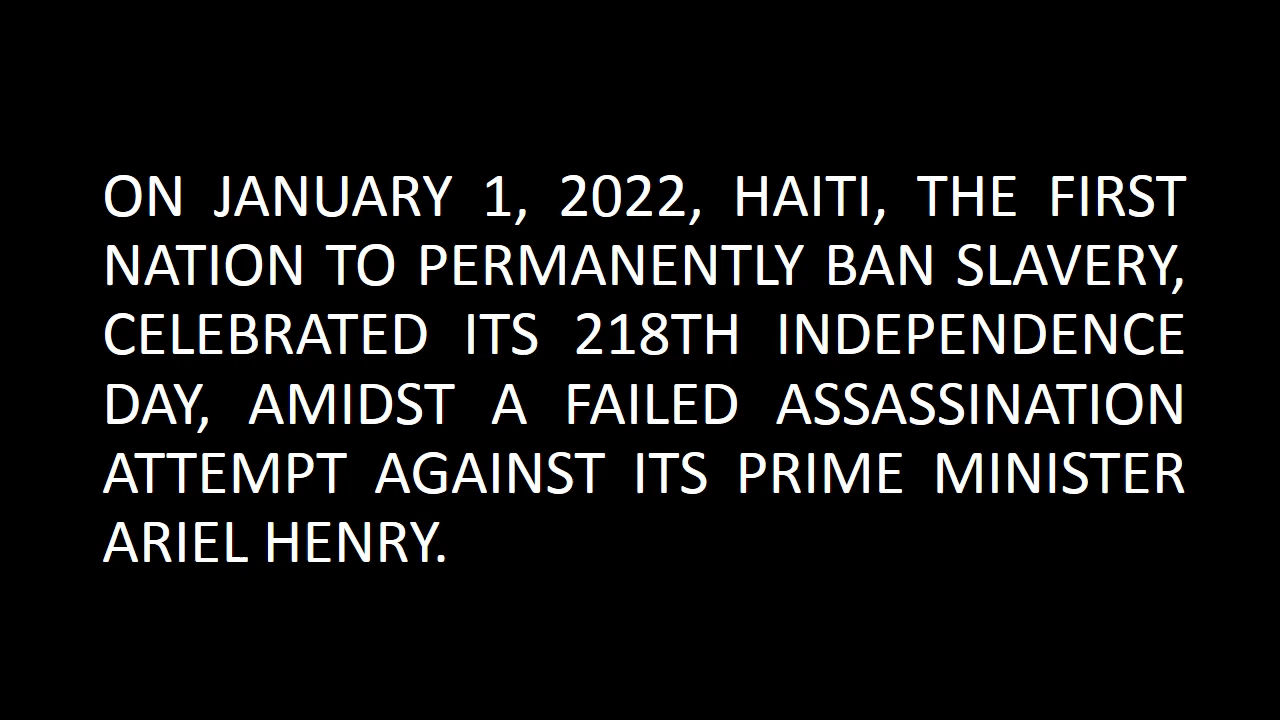 ON JANUARY 1, 2022, HAITI, THE FIRST
NATION TO PERMANENTLY BAN SLAVERY,
CELEBRATED ITS 218TH INDEPENDENCE
DAY, AMIDST A FAILED ASSASSINATION
ATTEMPT AGAINST ITS PRIME MINISTER
ARIEL HENRY.